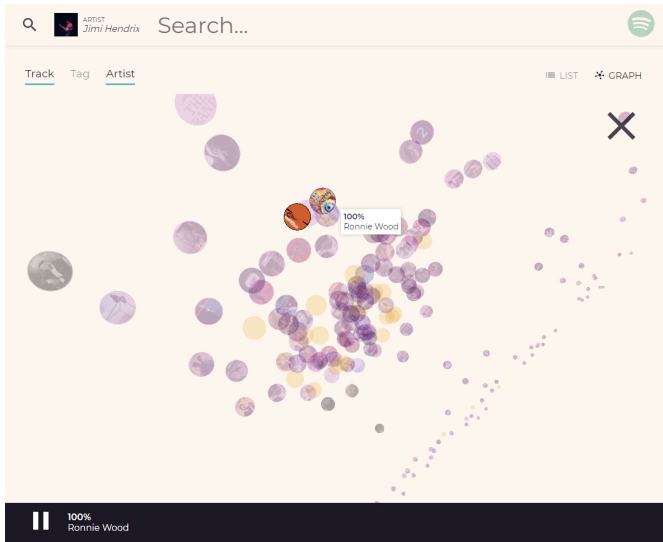 ARTIST
Jimi Hendrix
Search...
Track Tag Artist
LIST GRAPH
100%
Ronnie Wood
100%
Ronnie Wood